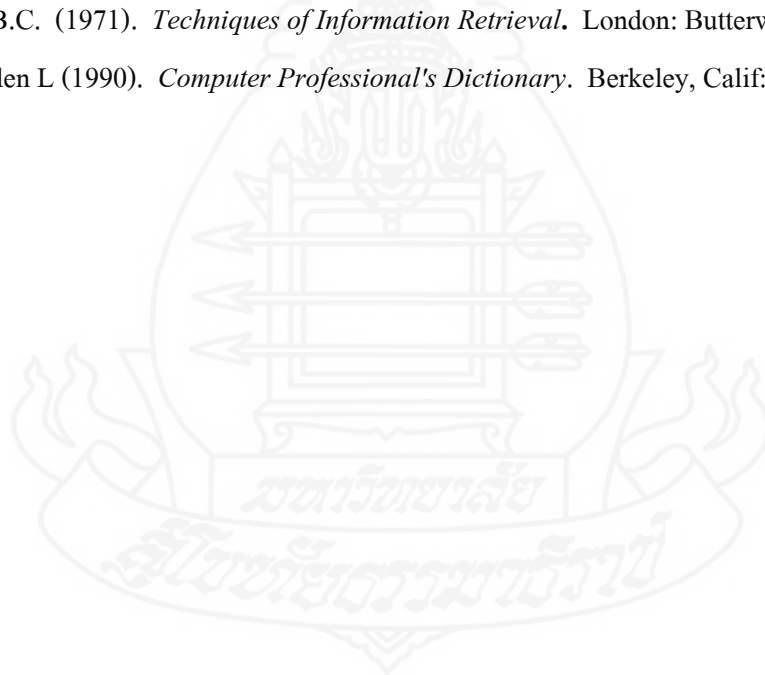 B.C. (1971). Techniques of Information Retrieval. London: Butterw
len L (1990). Computer Professional's Dictionary. Berkeley, Calif:
มหาวิทยาลัย
สุโขทัยธรรมาธิราช